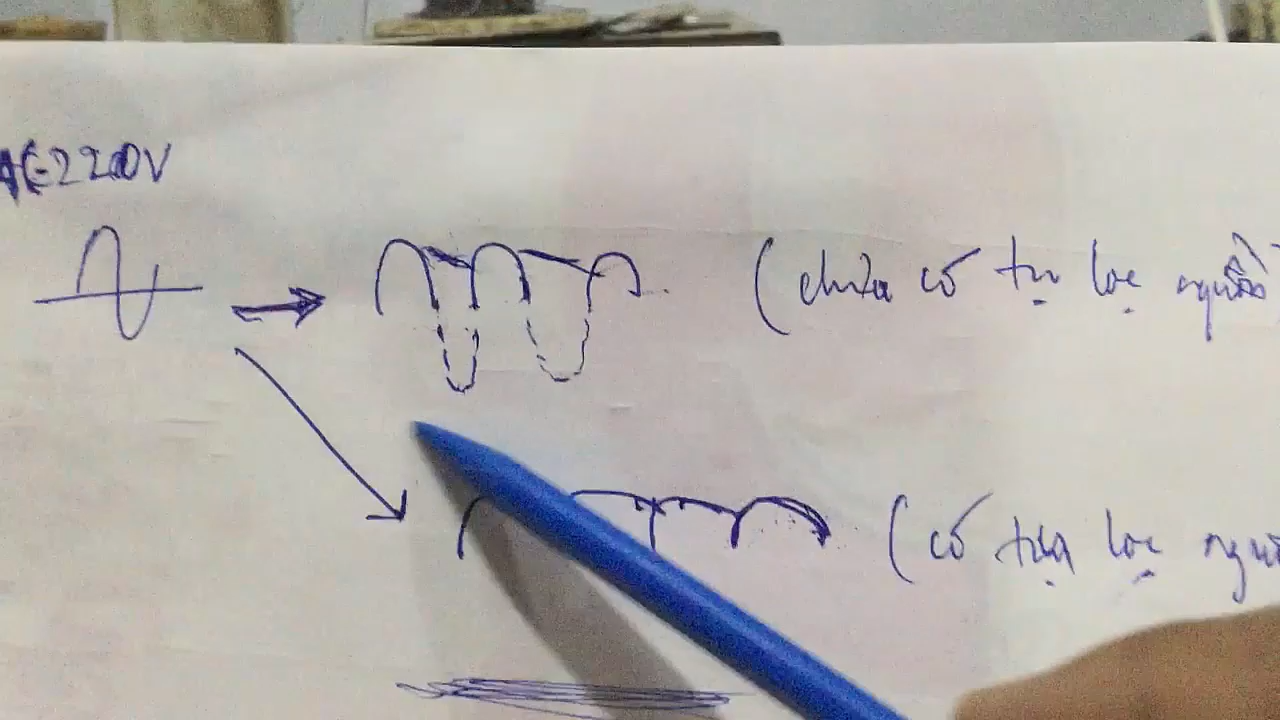 AC-220V
(chưa có tụ lọc nguồn
(có tụ lọc